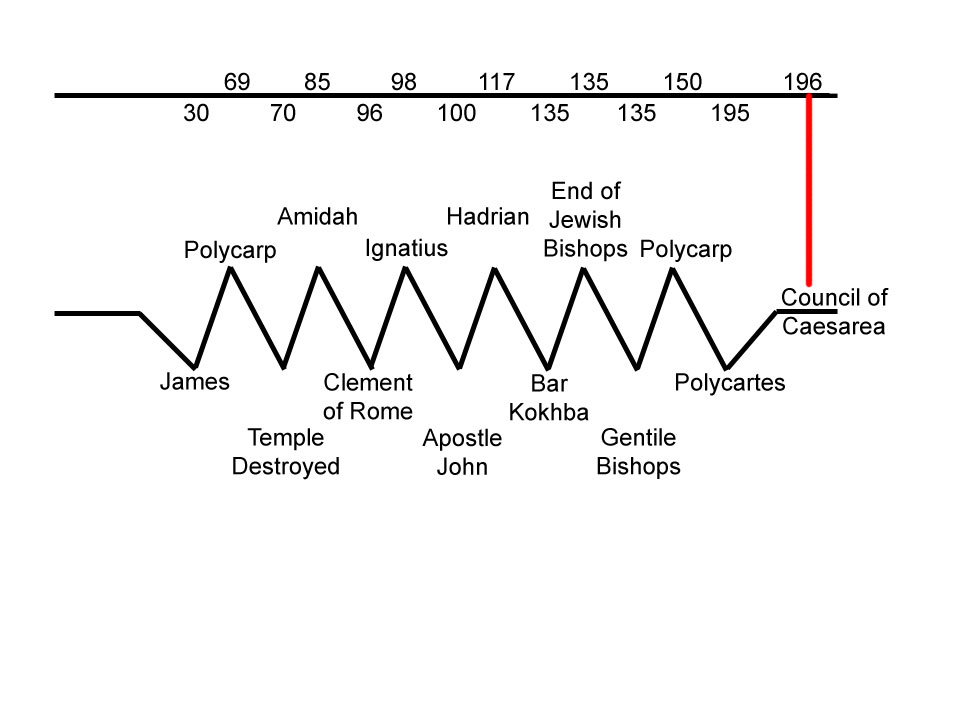 69 85 98 117 135 150 196
30 70 96 100 135 135 195
End of
Amidah Hadrian Jewish
Polycarp Ignatius Bishops Polycarp
Council of
Caesarea
James Clement Bar Polycartes
of Rome Kokhba
Temple Apostle Gentile
Destroyed John Bishops